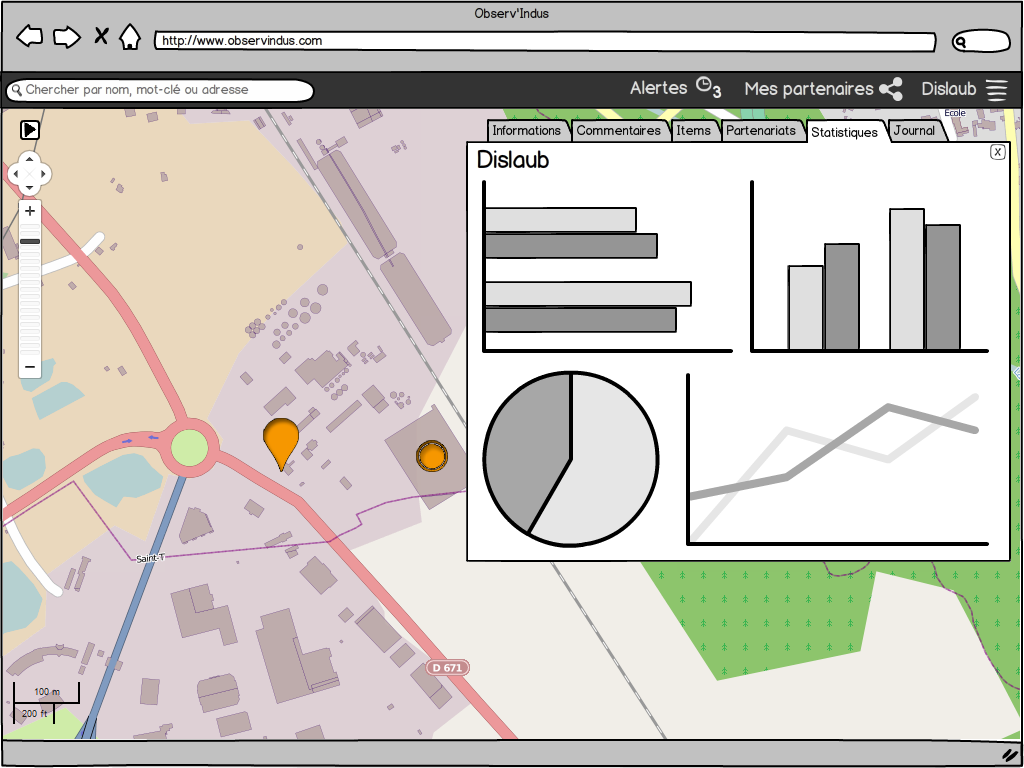 Observ'Indus
http://www.observindus.com
Chercher par nom, mot-clé ou adresse
Alertes 3
Mes partenaires
Dislaub
École
Informations
Commentaires
Items
Partenariats
Statistiques
Journal
Dislaub
X
+
−
Saint-T
D 671
100 m
200 ft